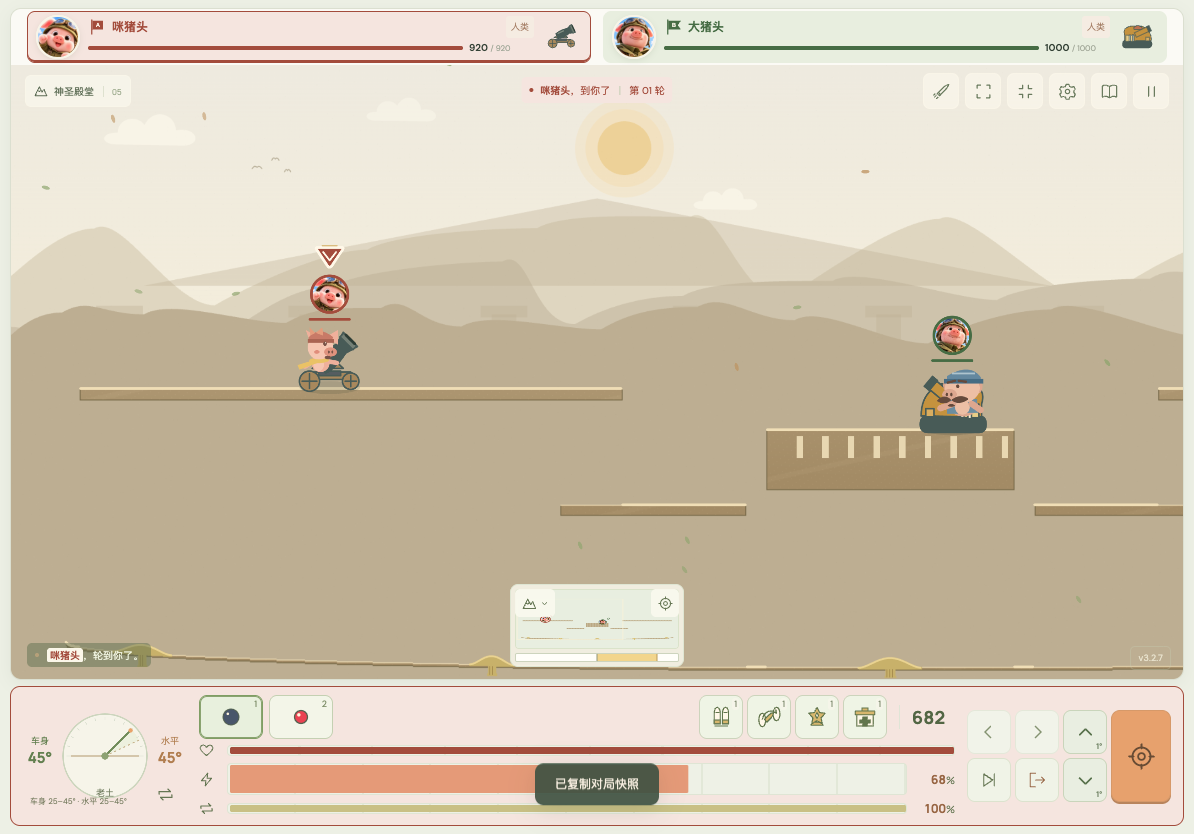 咪猪头
人类
920 / 920
大猪头
人类
1000 / 1000
神圣殿堂
05
咪猪头，到你了
第 01 轮
咪猪头，轮到你了。
v3.2.7
车身
45°
水平
45°
老土
车身 25–45° · 水平 25–45°
1
2
1
1
1
1
682
1°
已复制对局快照
68%
1°
100%